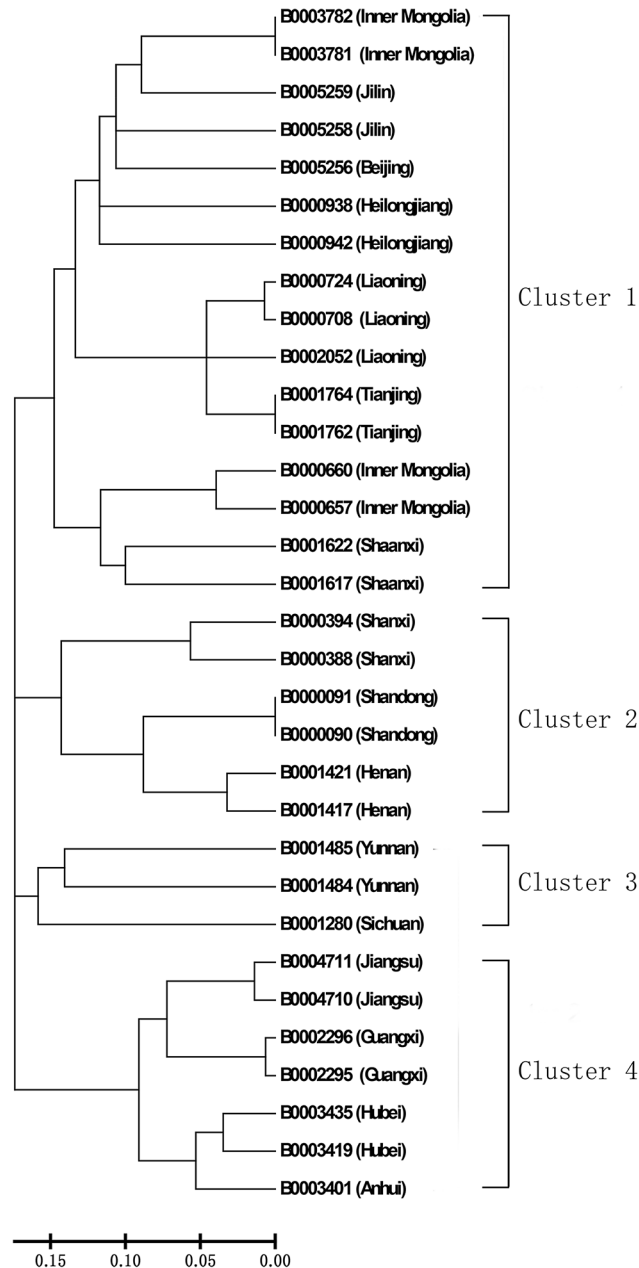 B0003782 (Inner Mongolia)
B0003781 (Inner Mongolia)
B0005259 (Jilin)
B0005258 (Jilin)
B0005256 (Beijing)
B0000938 (Heilongjiang)
B0000942 (Heilongjiang)
B0000724 (Liaoning)
Cluster 1
B0000708 (Liaoning)
B0002052 (Liaoning)
B0001764 (Tianjing)
B0001762 (Tianjing)
B0000660 (Inner Mongolia)
B0000657 (Inner Mongolia)
B0001622 (Shaanxi)
B0001617 (Shaanxi)
B0000394 (Shanxi)
B0000388 (Shanxi)
B0000091 (Shandong)
Cluster 2
B0000090 (Shandong)
B0001421 (Henan)
B0001417 (Henan)
B0001485 (Yunnan)
B0001484 (Yunnan)
Cluster 3
B0001280 (Sichuan)
B0004711 (Jiangsu)
B0004710 (Jiangsu)
B0002296 (Guangxi)
B0002295 (Guangxi)
Cluster 4
B0003435 (Hubei)
B0003419 (Hubei)
B0003401 (Anhui)
0.15 0.10 0.05 0.00